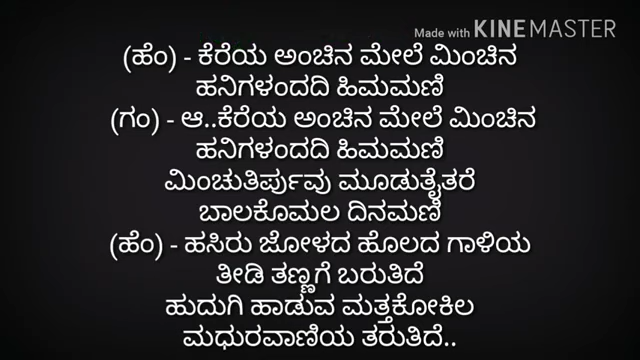 Made with KINEMASTER
(ಹೆಂ) - ಕೆರೆಯ ಅಂಚಿನ ಮೇಲೆ ಮಿಂಚಿನ
ಹನಿಗಳಂದದಿ ಹಿಮಮಣಿ
(ಗಂ) - ಆ..ಕೆರೆಯ ಅಂಚಿನ ಮೇಲೆ ಮಿಂಚಿನ
ಹನಿಗಳಂದದಿ ಹಿಮಮಣಿ
ಮಿಂಚುತಿರ್ಪುವು ಮೂಡುತೈತರೆ
ಬಾಲಕೊಮಲ ದಿನಮಣಿ
(ಹೆಂ) - ಹಸಿರು ಜೋಳದ ಹೊಲದ ಗಾಳಿಯ
ತೀಡಿ ತಣ್ಣಗೆ ಬರುತಿದೆ
ಹುದುಗಿ ಹಾಡುವ ಮತ್ತಕೋಕಿಲ
ಮಧುರವಾಣಿಯ ತರುತಿದೆ..